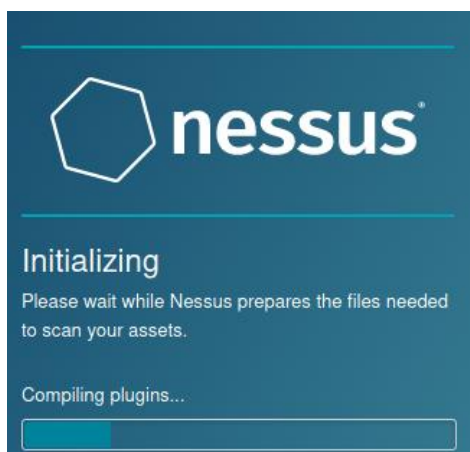 nessus®
Initializing
Please wait while Nessus prepares the files needed
to scan your assets.
Compiling plugins...